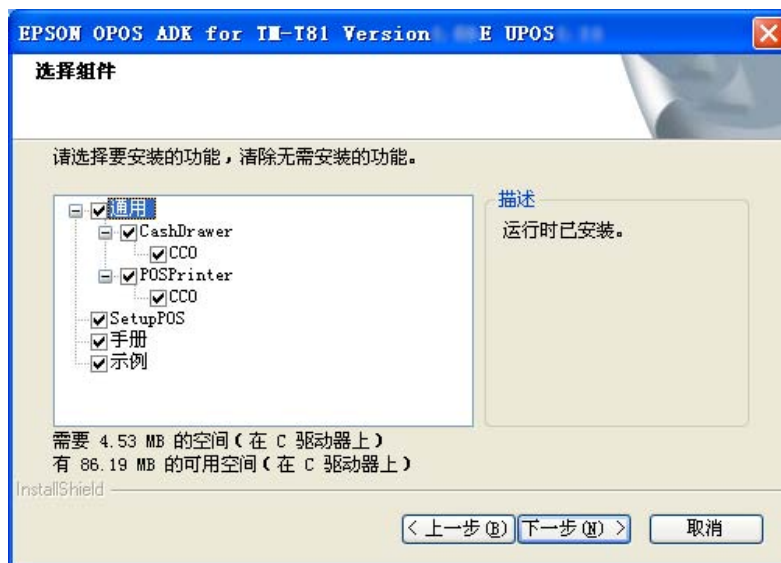 EPSON OPOS ADK for TM-T81 Version E UPOS
选择组件
请选择要安装的功能，清除无需安装的功能。
通用
CashDrawer
CCO
POSPrinter
CCO
SetupPOS
手册
示例
描述
运行时已安装。
需要 4.53 MB 的空间(在 C 驱动器上)
有 86.19 MB 的可用空间(在 C 驱动器上)
InstallShield
< 上一步(B) 下一步(N) > 取消